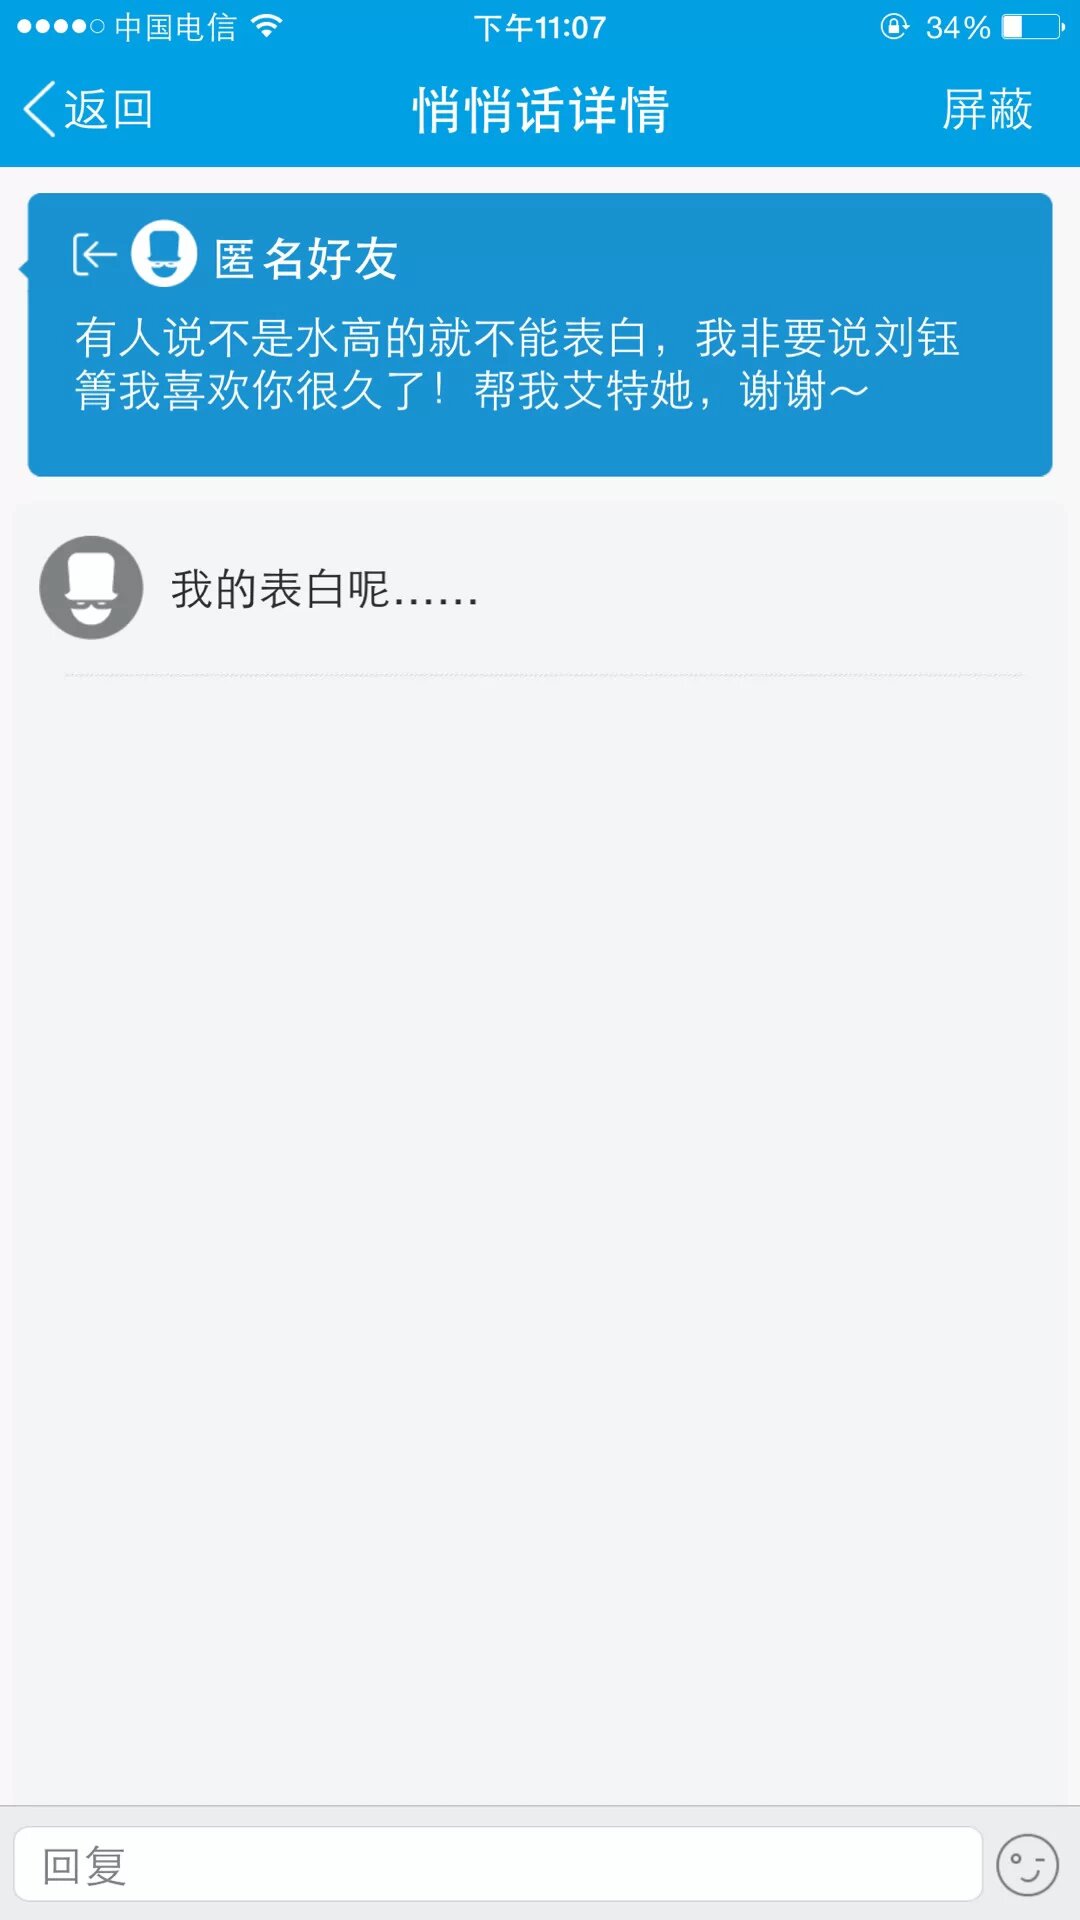 中国电信
下午11:07
34%
返回
悄悄话详情
屏蔽
匿名好友
有人说不是水高的就不能表白，我非要说刘钰
箐我喜欢你很久了！帮我艾特她，谢谢～
我的表白呢……
回复